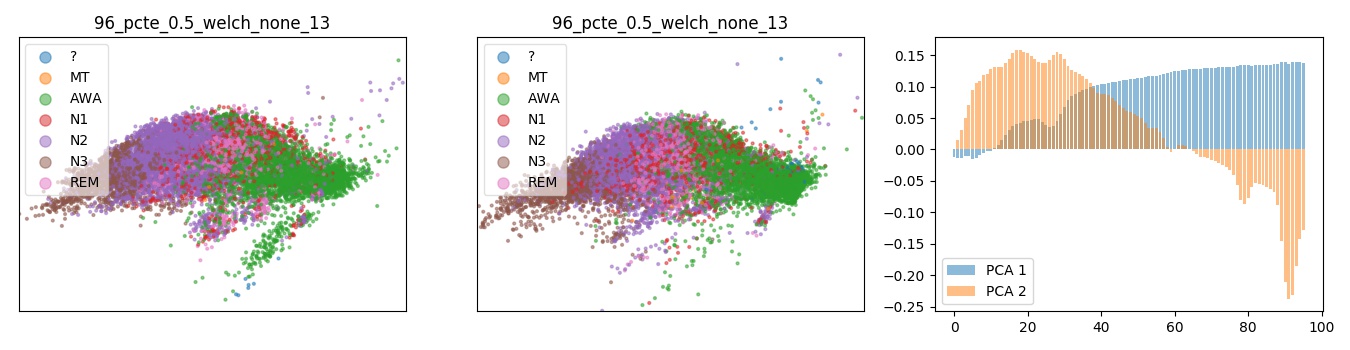 96_pcte_0.5_welch_none_13
?
MT
AWA
N1
N2
N3
REM
96_pcte_0.5_welch_none_13
?
MT
AWA
N1
N2
N3
REM
0.15
0.10
0.05
0.00
−0.05
−0.10
−0.15
−0.20
−0.25
PCA 1
PCA 2
0
20
40
60
80
100